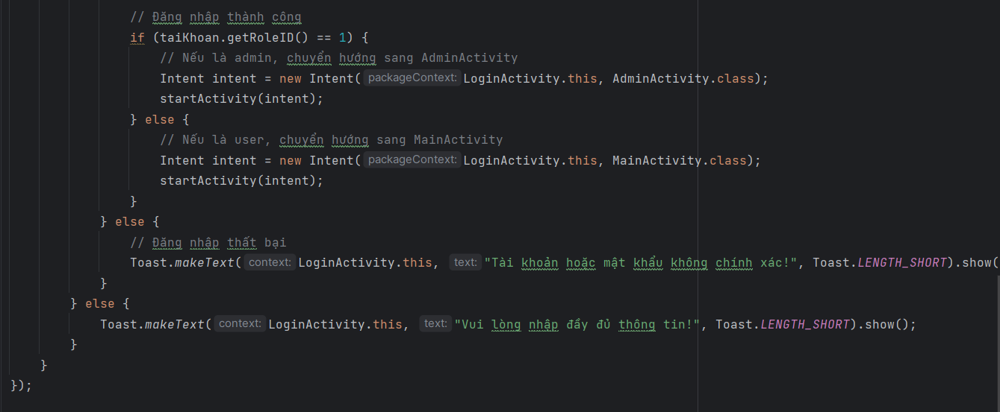 // Đăng nhập thành công
if (taiKhoan.getRoleID() == 1) {
// Nếu là admin, chuyển hướng sang AdminActivity
Intent intent = new Intent( packageContext: LoginActivity.this, AdminActivity.class);
startActivity(intent);
} else {
// Nếu là user, chuyển hướng sang MainActivity
Intent intent = new Intent( packageContext: LoginActivity.this, MainActivity.class);
startActivity(intent);
}
} else {
// Đăng nhập thất bại
Toast.makeText( context: LoginActivity.this, text: "Tài khoản hoặc mật khẩu không chính xác!", Toast.LENGTH_SHORT).show(
}
} else {
Toast.makeText( context: LoginActivity.this, text: "Vui lòng nhập đầy đủ thông tin!", Toast.LENGTH_SHORT).show();
}
}
});